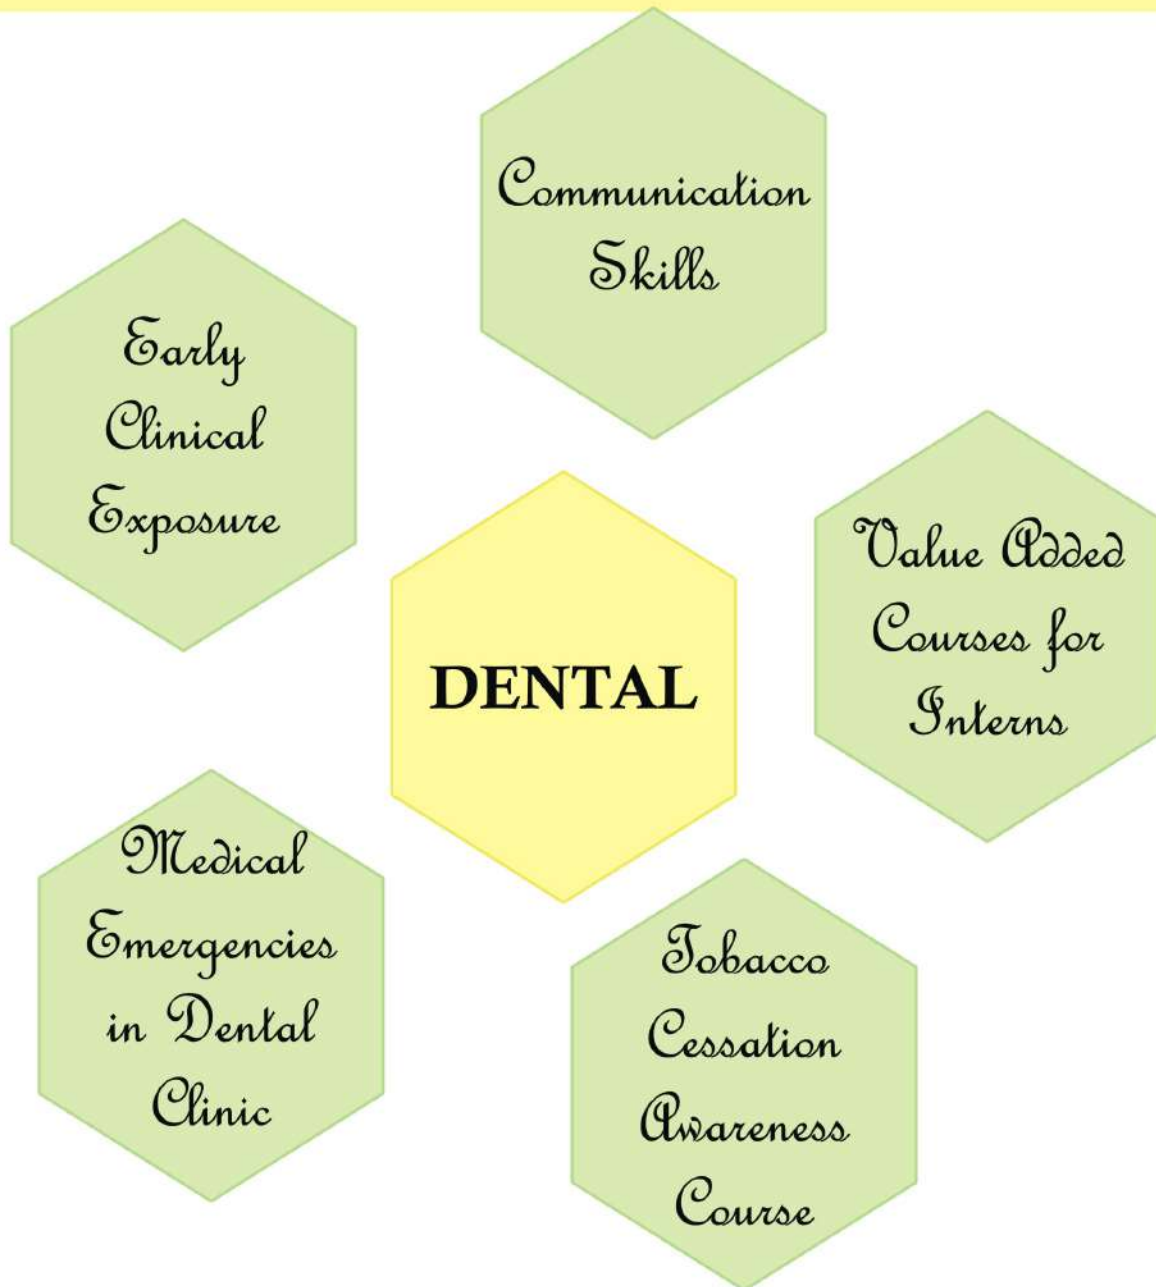 Communication
Skills
Early
Clinical
Exposure
Value Added
Courses for
Interns
DENTAL
Medical
Emergencies
in Dental
Clinic
Tobacco
Cessation
Awareness
Course